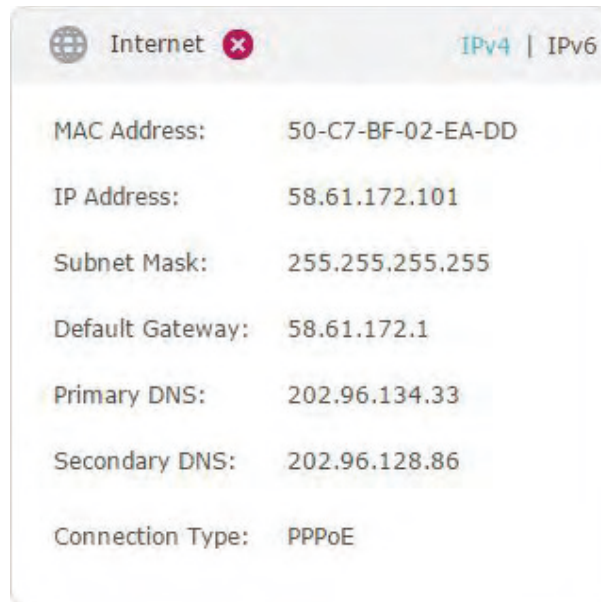 Internet IPv4 | IPv6
MAC Address: 50-C7-BF-02-EA-DD
IP Address: 58.61.172.101
Subnet Mask: 255.255.255.255
Default Gateway: 58.61.172.1
Primary DNS: 202.96.134.33
Secondary DNS: 202.96.128.86
Connection Type: PPPoE